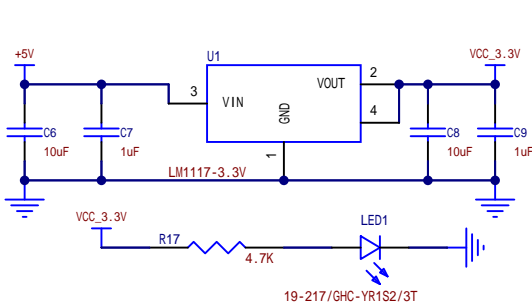 +5V
U1
VCC_3.3V
3
VIN
VOUT
2
GND
4
C6
10uF
C7
1uF
C8
10uF
C9
1uF
1
LM1117-3.3V
VCC_3.3V
R17
4.7K
LED1
19-217/GHC-YR1S2/3T